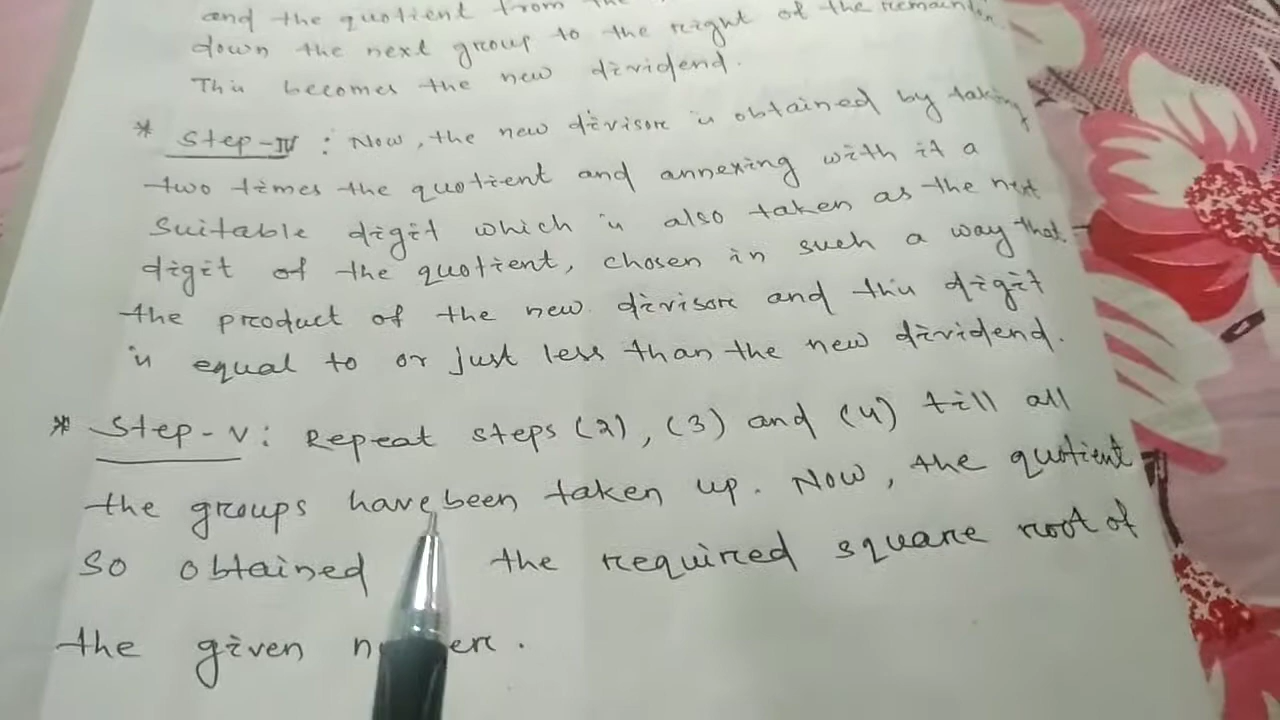 and the quotient from the
down the next group to the right of the remainder.
This becomes the new dividend.
* Step-IV : Now, the new divisor is obtained by taking
two times the quotient and annexing with it a
suitable digit which is also taken as the next
digit of the quotient, chosen in such a way that
the product of the new divisor and this digit
is equal to or just less than the new dividend.
* Step-V : Repeat steps (2), (3) and (4) till all
the groups have been taken up. Now, the quotient
so obtained the required square root of
the given